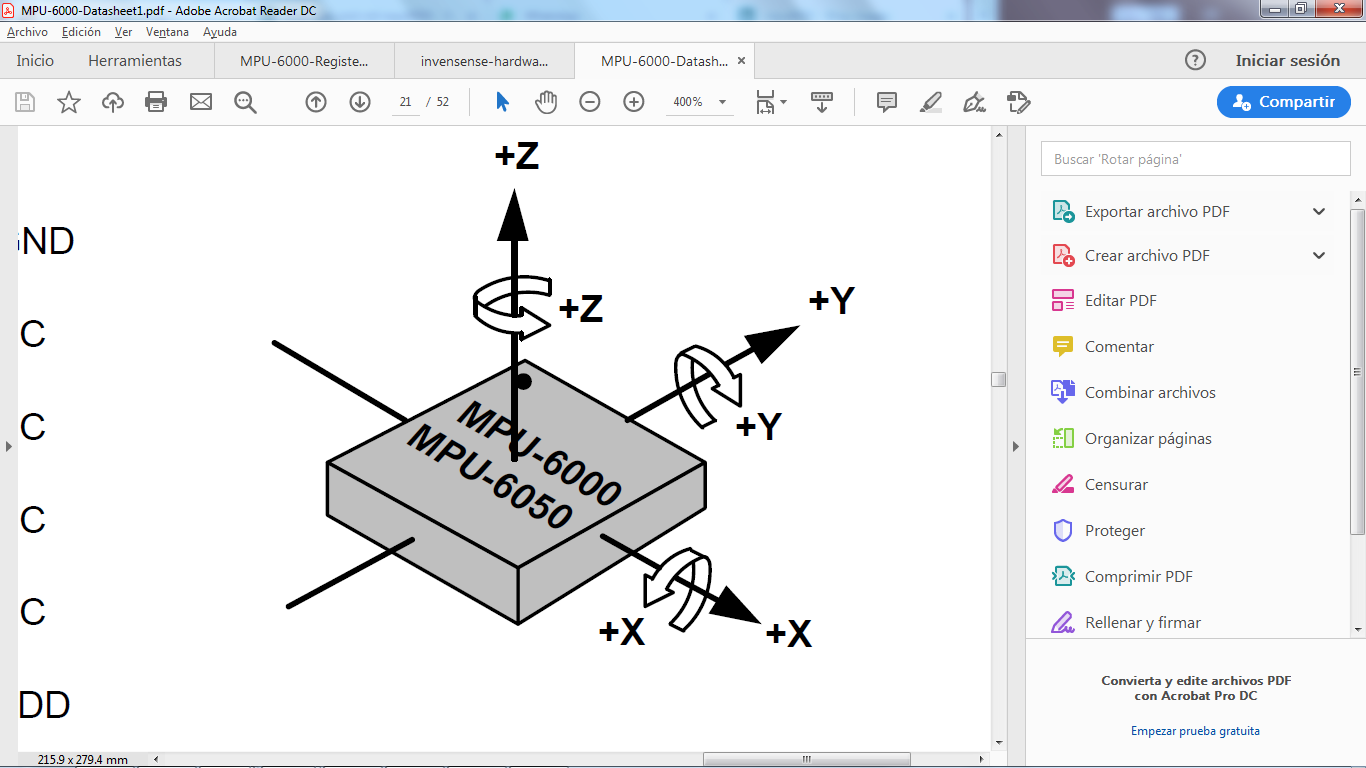 MPU-6000-Datasheet1.pdf - Adobe Acrobat Reader DC
Archivo Edición Ver Ventana Ayuda
Inicio Herramientas MPU-6000-Registe... invensense-hardwa... MPU-6000-Datash... × ? Iniciar sesión
21 / 52 400% Compartir
Buscar 'Rotar página'
Exportar archivo PDF
Crear archivo PDF
Editar PDF
Comentar
Combinar archivos
Organizar páginas
Censurar
Proteger
Comprimir PDF
Rellenar y firmar
Convierta y edite archivos PDF
con Acrobat Pro DC
Empezar prueba gratuita
+Z
GND
+Z
+Y
C
+Y
MPU-6000
MPU-6050
C
C
C
+X
+X
DD
215.9 x 279.4 mm